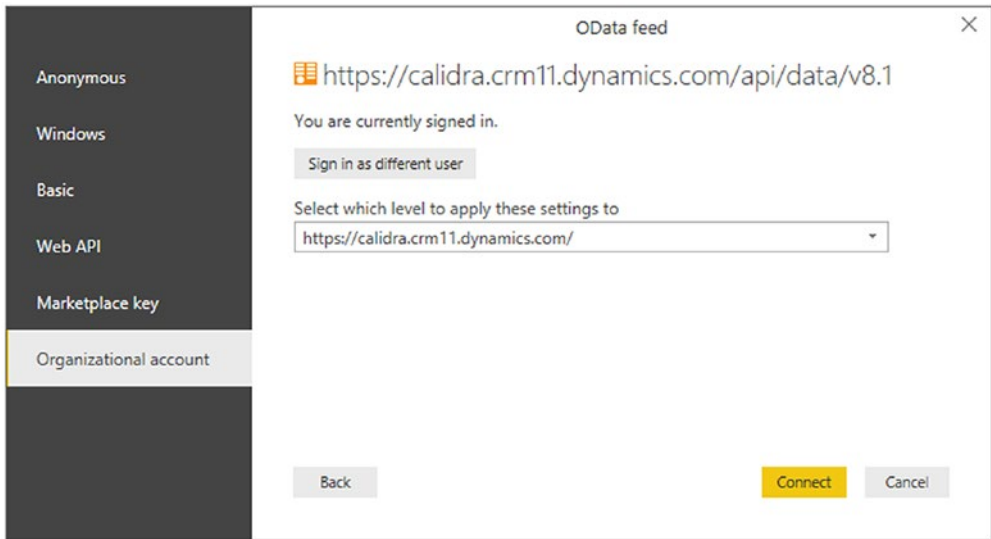 OData feed
Anonymous
Windows
Basic
Web API
Marketplace key
Organizational account
https://calidra.crm11.dynamics.com/api/data/v8.1
You are currently signed in.
Sign in as different user
Select which level to apply these settings to
https://calidra.crm11.dynamics.com/
Back
Connect
Cancel